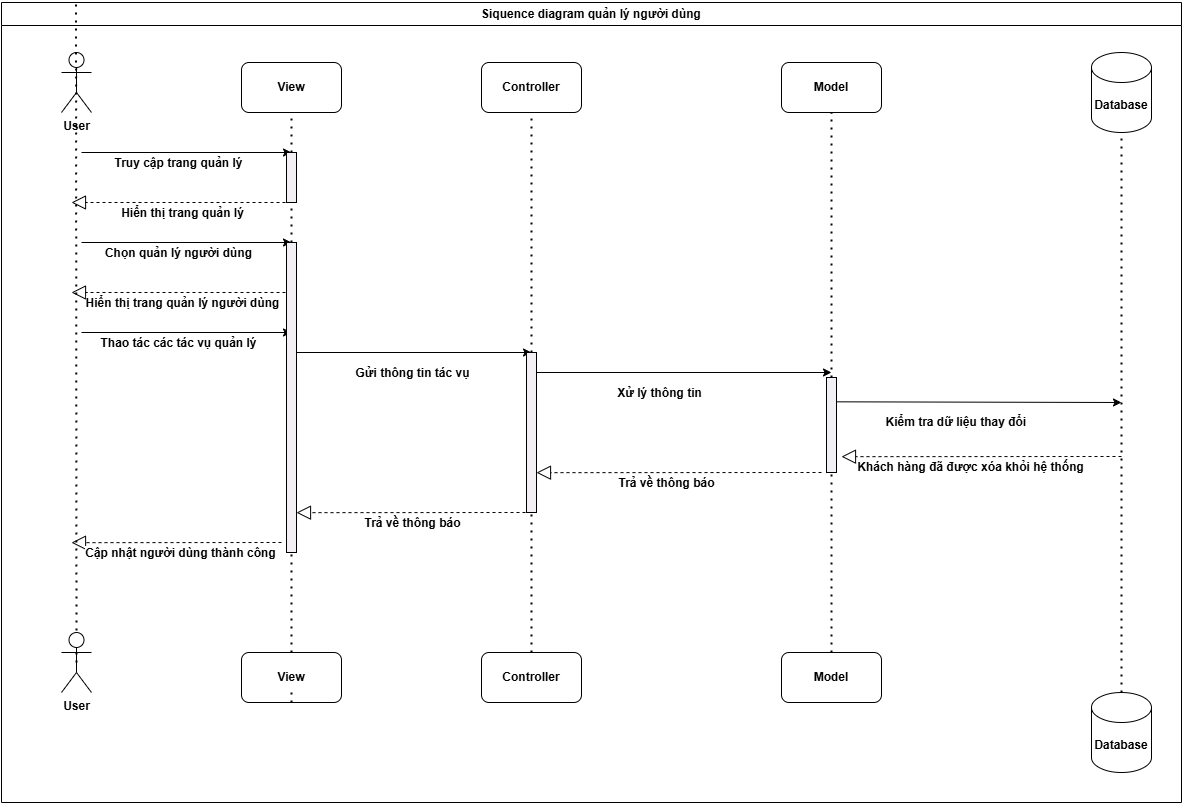 Siquence diagram quản lý người dùng
User
View
Controller
Model
Database
Truy cập trang quản lý
Hiển thị trang quản lý
Chọn quản lý người dùng
Hiển thị trang quản lý người dùng
Thao tác các tác vụ quản lý
Gửi thông tin tác vụ
Xử lý thông tin
Kiểm tra dữ liệu thay đổi
Khách hàng đã được xóa khỏi hệ thống
Trả về thông báo
Trả về thông báo
Cập nhật người dùng thành công
User
View
Controller
Model
Database